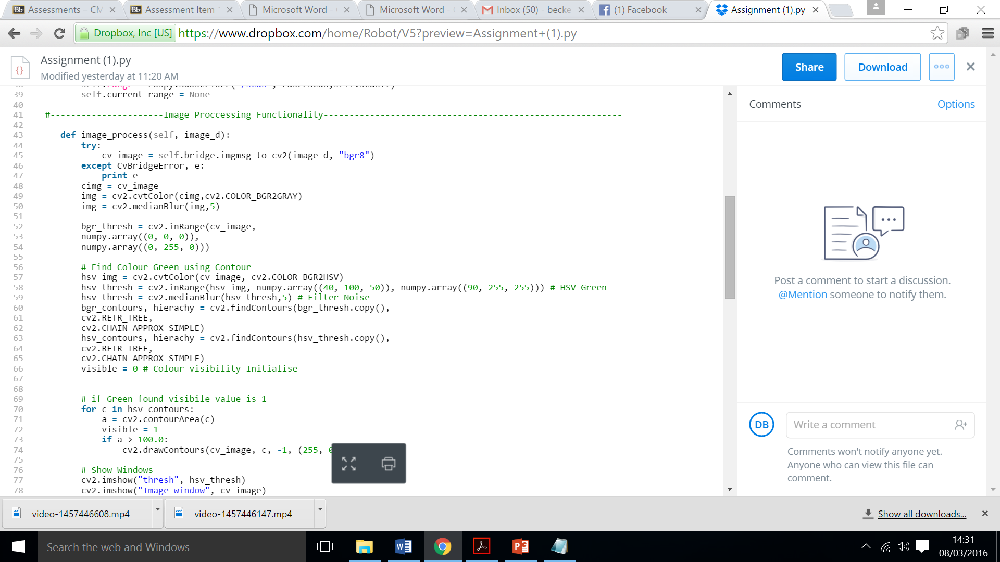 Assessments – CM
Assessment Item 1
Microsoft Word -
Microsoft Word -
Inbox (50) - becke
(1) Facebook
Assignment (1).py
Dropbox, Inc [US] https://www.dropbox.com/home/Robot/V5?preview=Assignment+(1).py
Assignment (1).py
Modified yesterday at 11:20 AM
Share
Download
39 self.current_range = None
40
41 #----------------------Image Proccessing Functionality----------------------------------------------------------
42
43 def image_process(self, image_d):
44 try:
45 cv_image = self.bridge.imgmsg_to_cv2(image_d, "bgr8")
46 except CvBridgeError, e:
47 print e
48 cimg = cv_image
49 img = cv2.cvtColor(cimg,cv2.COLOR_BGR2GRAY)
50 img = cv2.medianBlur(img,5)
51
52 bgr_thresh = cv2.inRange(cv_image,
53 numpy.array((0, 0, 0)),
54 numpy.array((0, 255, 0)))
55
56 # Find Colour Green using Contour
57 hsv_img = cv2.cvtColor(cv_image, cv2.COLOR_BGR2HSV)
58 hsv_thresh = cv2.inRange(hsv_img, numpy.array((40, 100, 50)), numpy.array((90, 255, 255))) # HSV Green
59 hsv_thresh = cv2.medianBlur(hsv_thresh,5) # Filter Noise
60 bgr_contours, hierachy = cv2.findContours(bgr_thresh.copy(),
61 cv2.RETR_TREE,
62 cv2.CHAIN_APPROX_SIMPLE)
63 hsv_contours, hierachy = cv2.findContours(hsv_thresh.copy(),
64 cv2.RETR_TREE,
65 cv2.CHAIN_APPROX_SIMPLE)
66 visible = 0 # Colour visibility Initialise
67
68
69 # if Green found visibile value is 1
70 for c in hsv_contours:
71 a = cv2.contourArea(c)
72 visible = 1
73 if a > 100.0:
74 cv2.drawContours(cv_image, c, -1, (255,
75
76 # Show Windows
77 cv2.imshow("thresh", hsv_thresh)
78 cv2.imshow("Image window", cv_image)
Comments
Options
Post a comment to start a discussion.
@Mention someone to notify them.
DB
Write a comment
Comments won't notify anyone yet.
Anyone who can view this file can
comment.
video-1457446608.mp4
video-1457446147.mp4
Show all downloads...
Search the web and Windows
14:31
08/03/2016